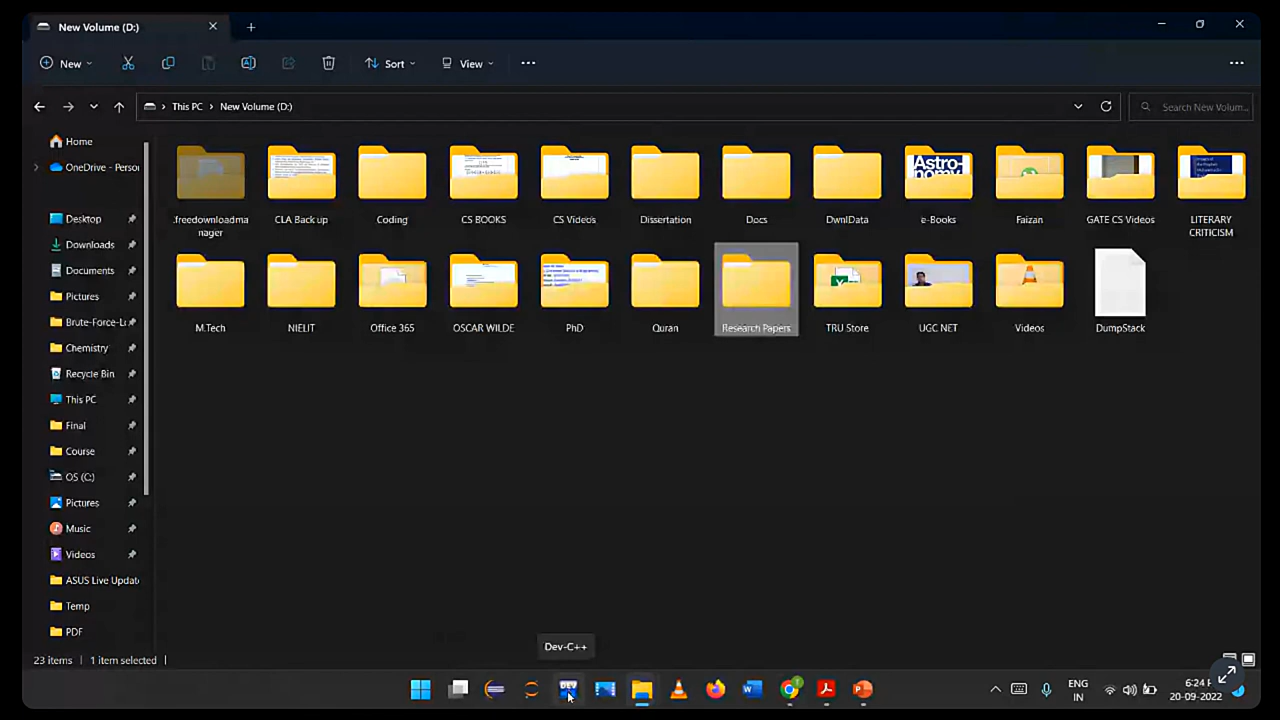 New Volume (D:)
New
Sort
View
This PC
New Volume (D:)
Search New Volum...
Home
OneDrive - Perso
Desktop
Downloads
Documents
Pictures
Brute-Force-L
Chemistry
Recycle Bin
This PC
Final
Course
OS (C:)
Pictures
Music
Videos
ASUS Live Updat
Temp
PDF
.freedownloadma
nager
CLA Back up
Coding
CS BOOKS
CS Videos
Dissertation
Docs
DwnlData
e-Books
Faizan
GATE CS Videos
LITERARY
CRITICISM
Astro-
nomy
M.Tech
NIELIT
Office 365
OSCAR WILDE
PhD
Quran
Research Papers
TRU Store
UGC NET
Videos
DumpStack
23 items
1 item selected
Dev-C++
DEV
ENG
IN
6:24
20-09-2022